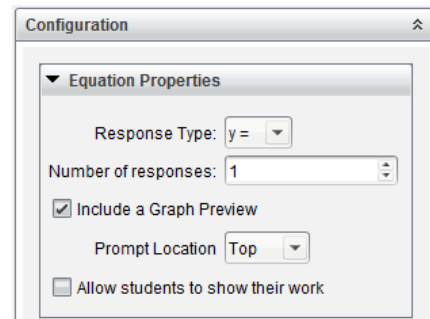 Configuration
Equation Properties
Response Type: y =
Number of responses: 1
Include a Graph Preview
Prompt Location Top
Allow students to show their work